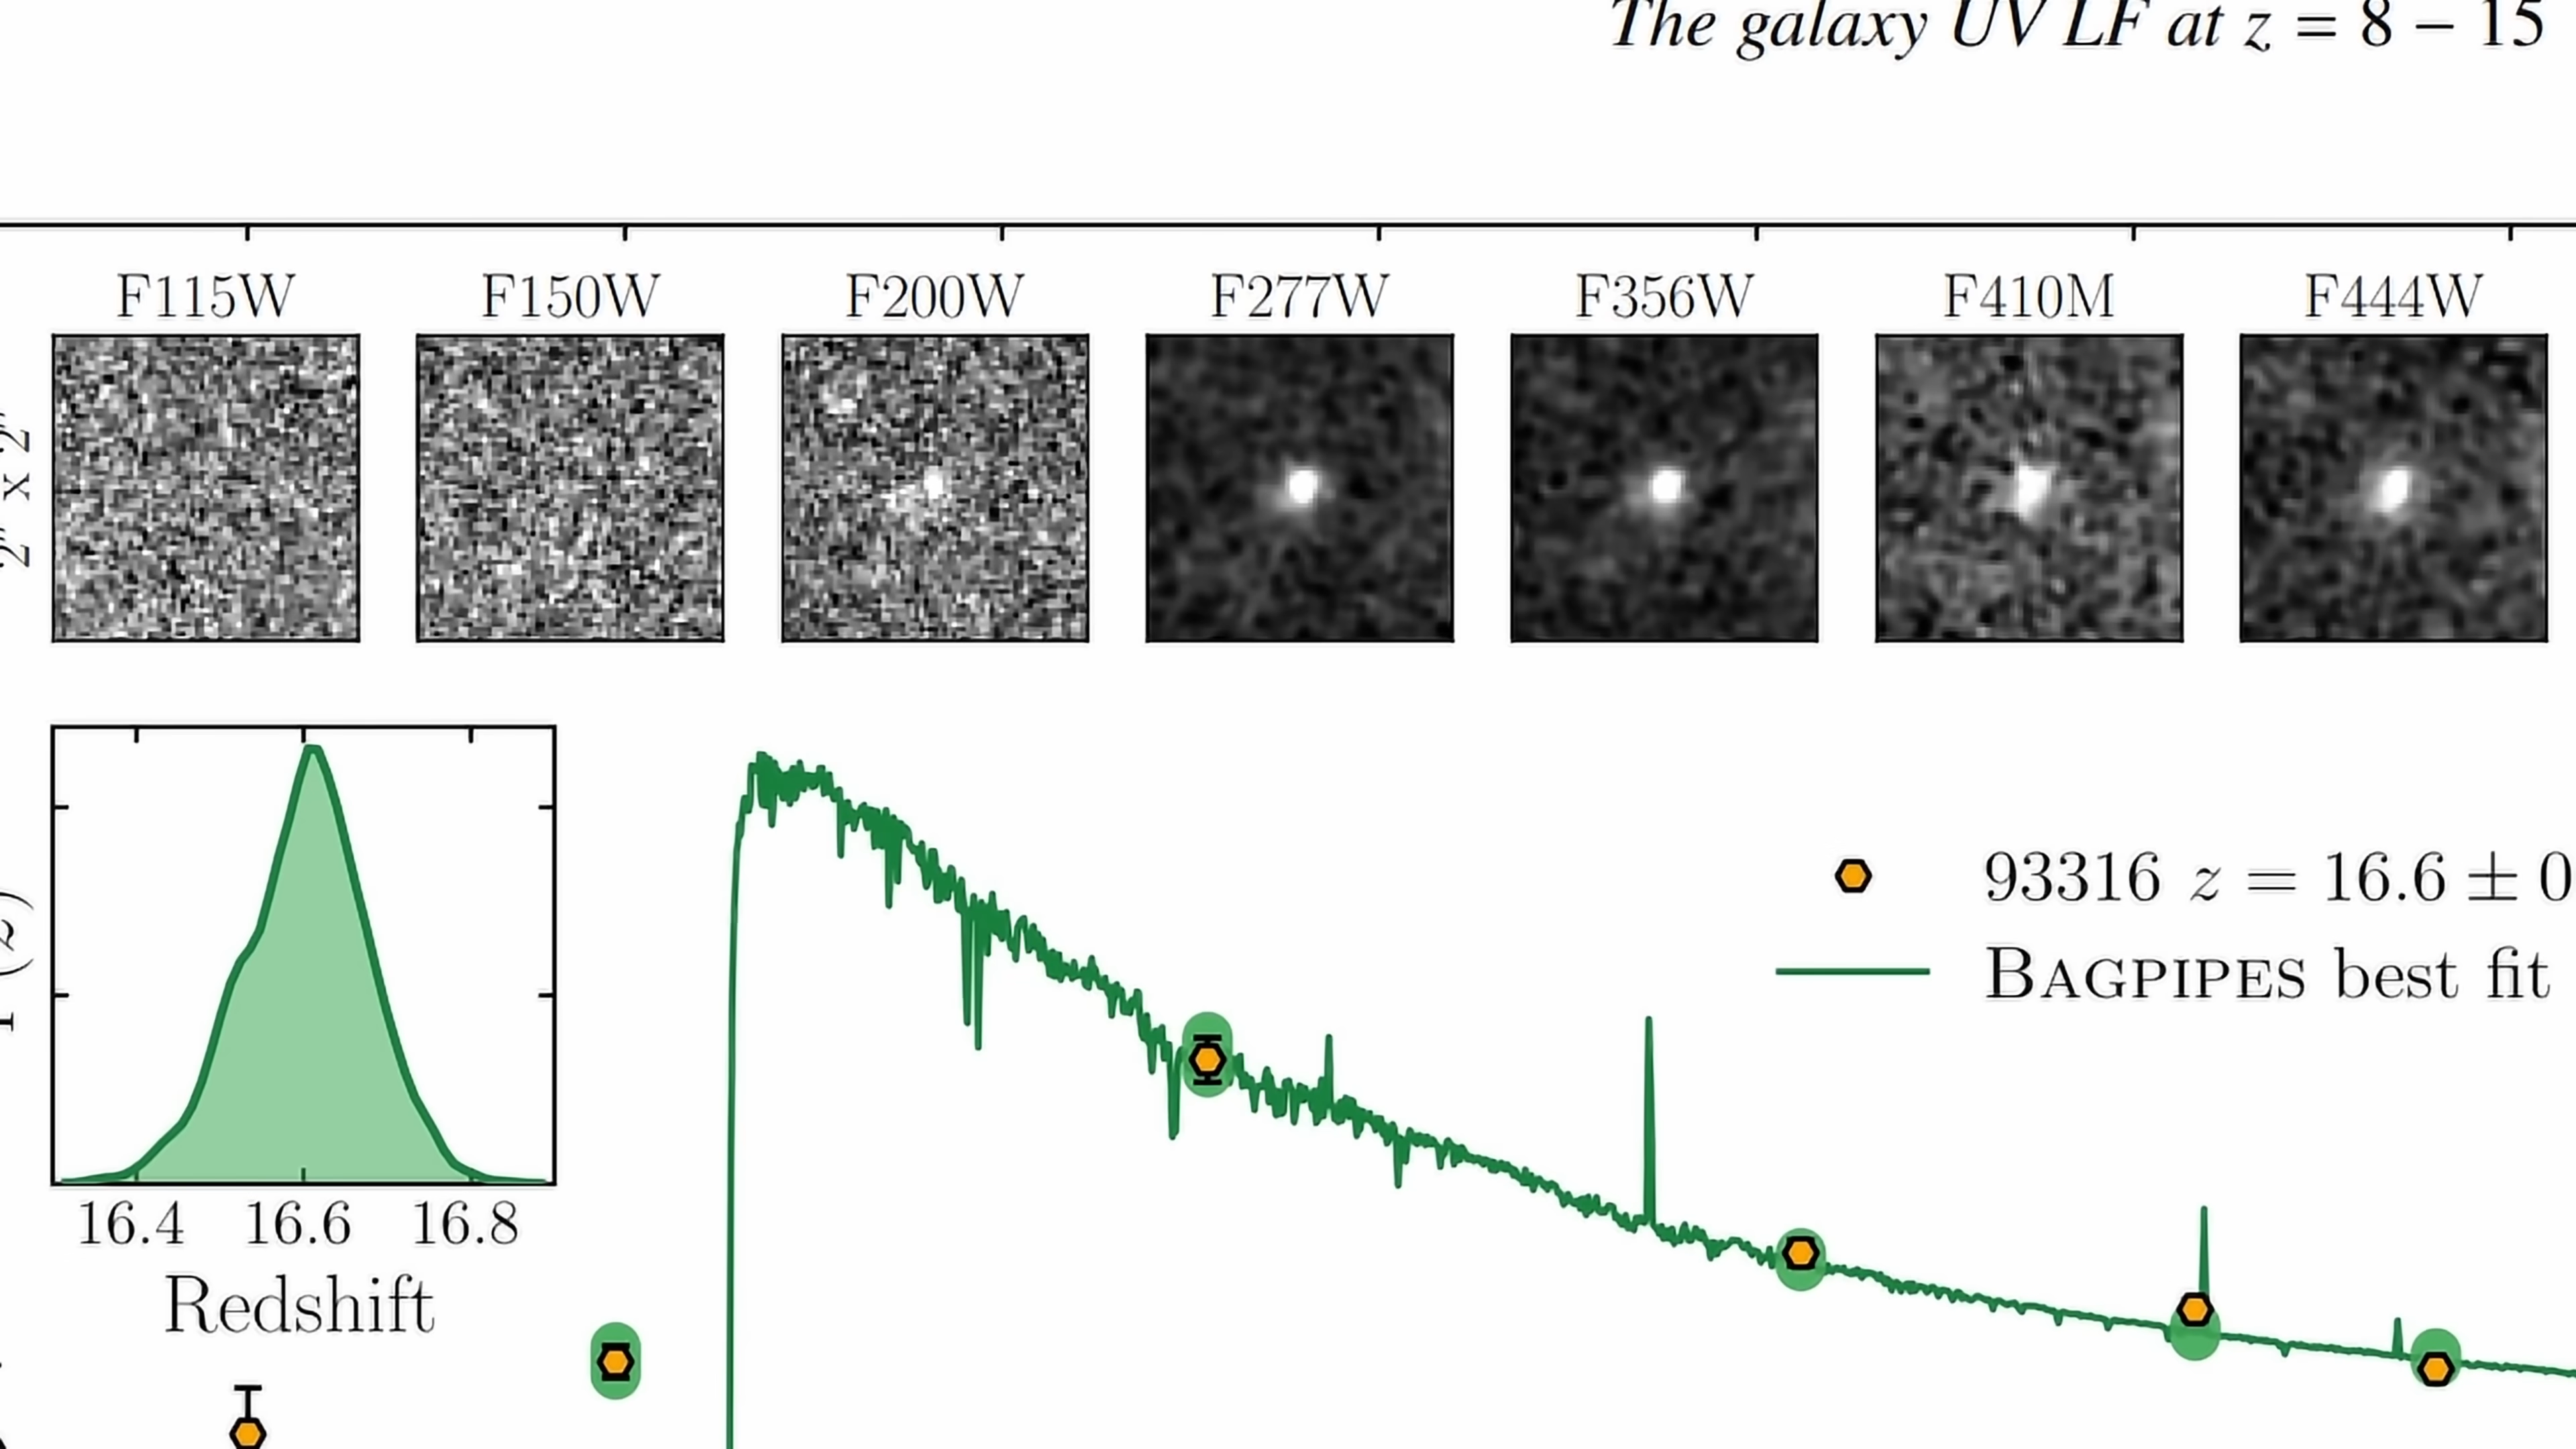 The galaxy UV LF at z = 8 – 15
F115W F150W F200W F277W F356W F410M F444W
2″ x 2″
93316 z = 16.6 ± 0
BAGPIPES best fit
16.4 16.6 16.8
Redshift